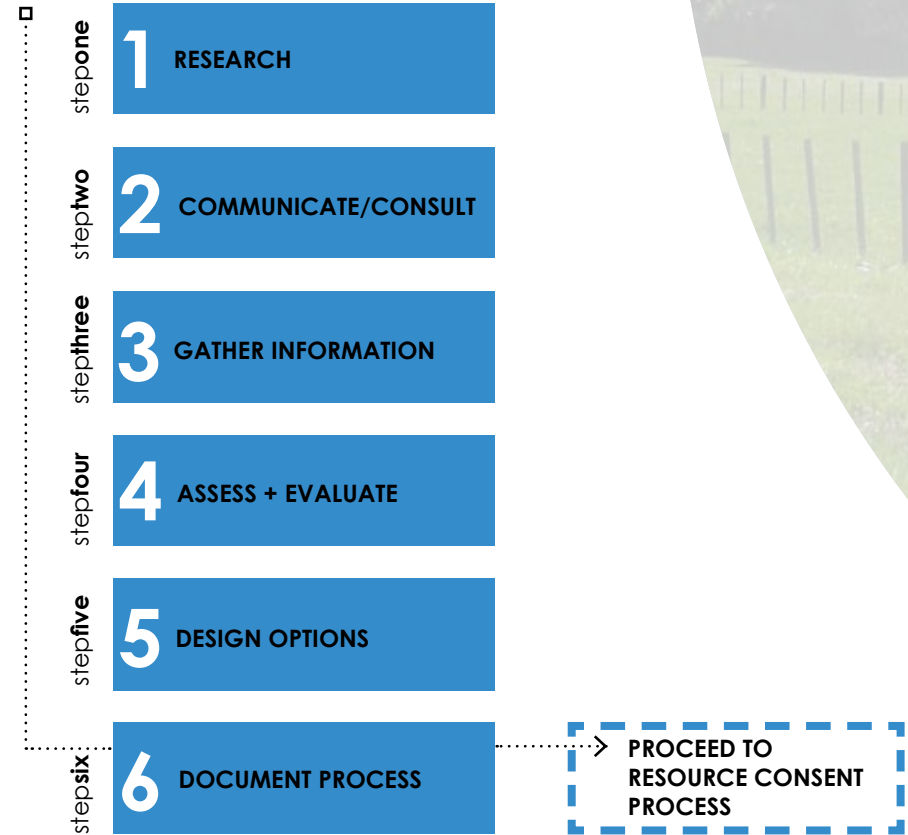 stepone
1
RESEARCH
steptwo
2
COMMUNICATE/CONSULT
stepthree
3
GATHER INFORMATION
stepfour
4
ASSESS + EVALUATE
stepfive
5
DESIGN OPTIONS
stepsix
6
DOCUMENT PROCESS
PROCEED TO
RESOURCE CONSENT
PROCESS